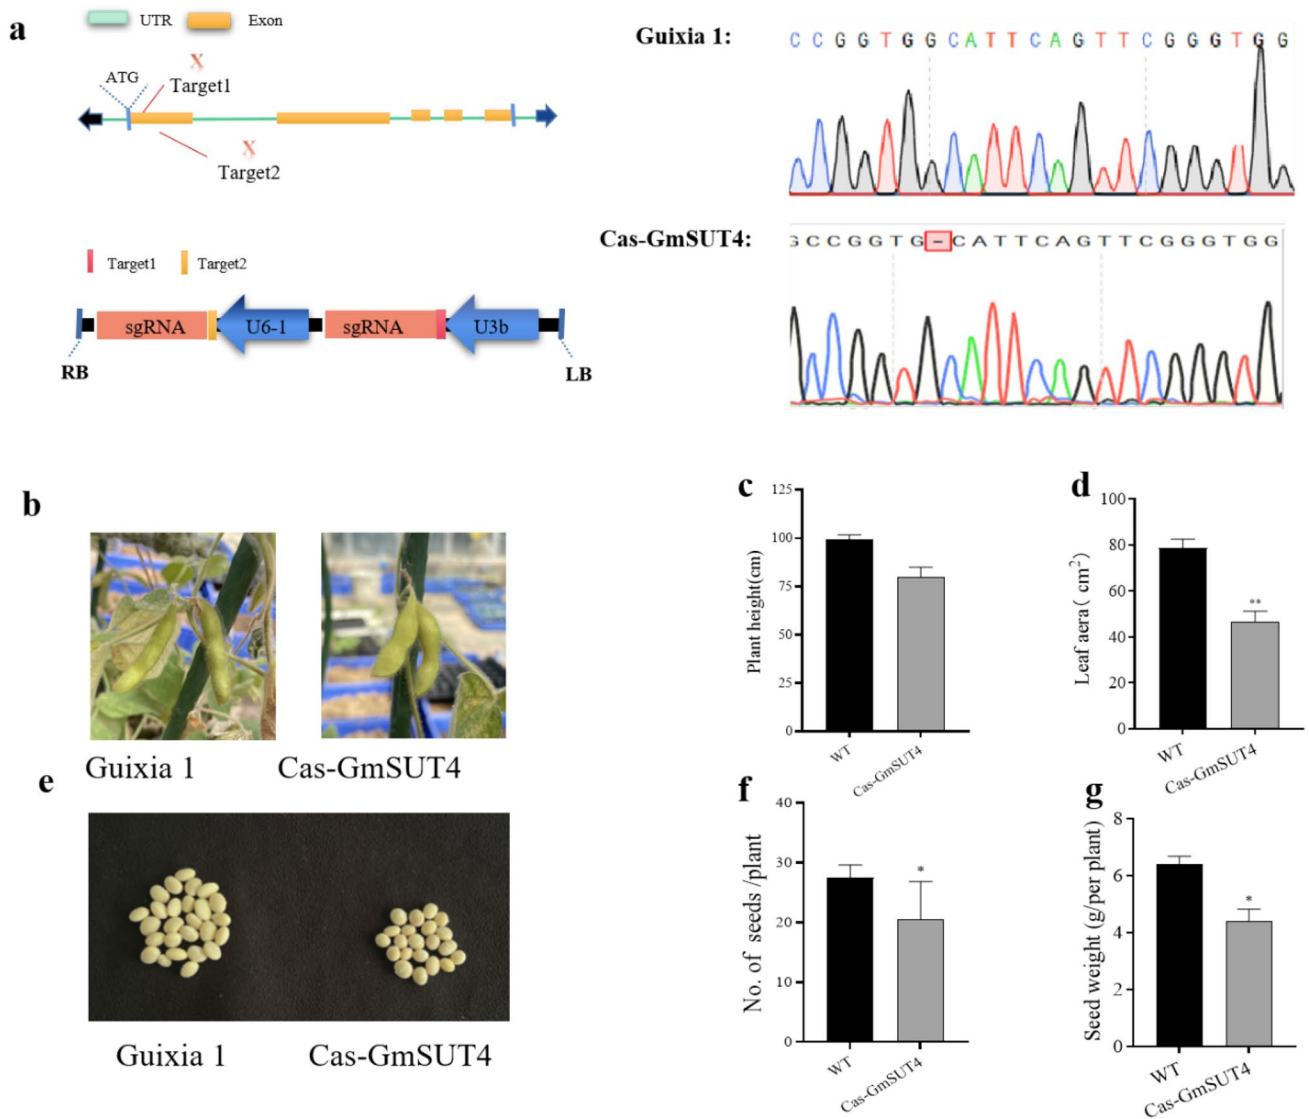 a
UTR Exon
X
ATG
Target1
X
Target2
Target1 Target2
sgRNA U6-1 sgRNA U3b
RB LB
Guixia 1:
CCGGTGGCATTCAGTTCGGGTGG
Cas-GmSUT4:
GCCGGTG-CATTCAGTTCGGGTGG
b
Guixia 1 Cas-GmSUT4
c
Plant height(cm)
125
100
75
50
25
0
WT
Cas-GmSUT4
d
Leaf aera( cm²)
100
80
60
40
20
0
**
WT
Cas-GmSUT4
e
Guixia 1 Cas-GmSUT4
f
No. of seeds /plant
40
30
20
10
0
*
WT
Cas-GmSUT4
g
Seed weight (g/per plant)
8
6
4
2
0
*
WT
Cas-GmSUT4